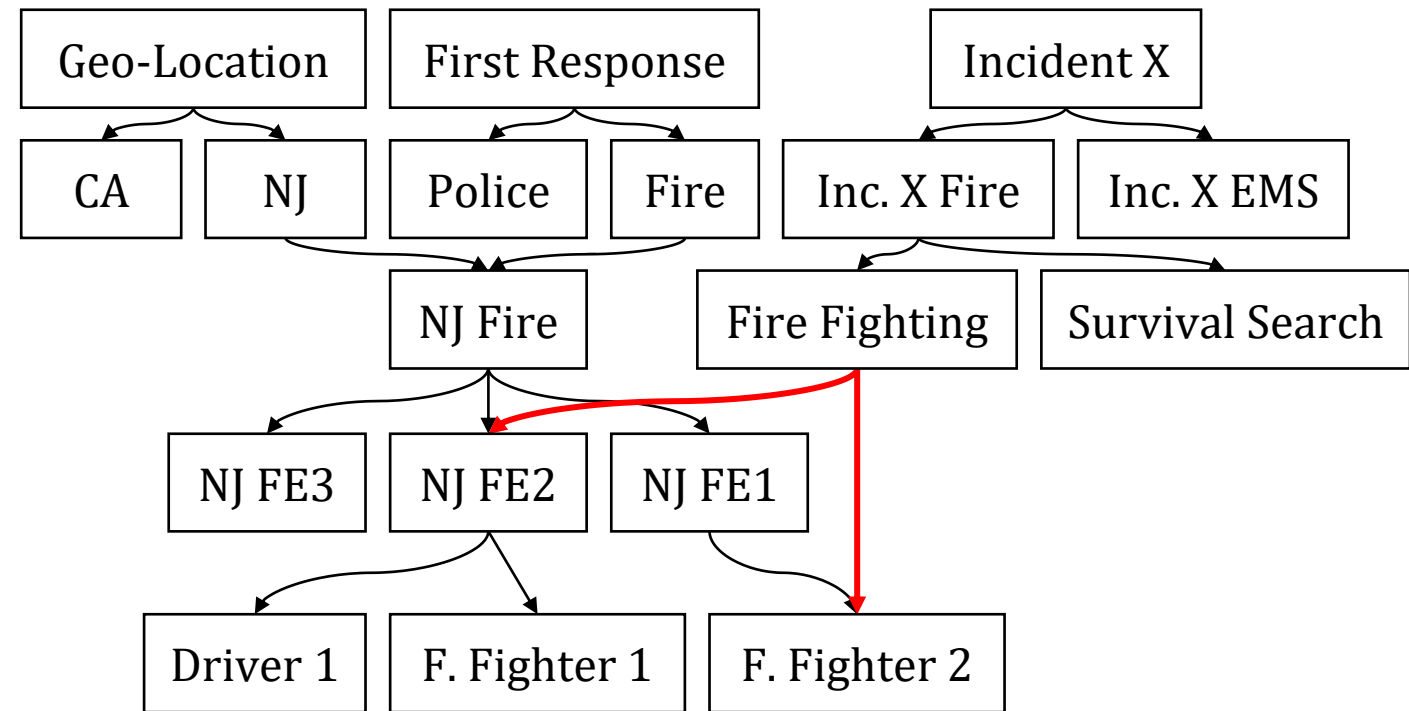 Geo-Location
First Response
Incident X
CA
NJ
Police
Fire
Inc. X Fire
Inc. X EMS
NJ Fire
Fire Fighting
Survival Search
NJ FE3
NJ FE2
NJ FE1
Driver 1
F. Fighter 1
F. Fighter 2